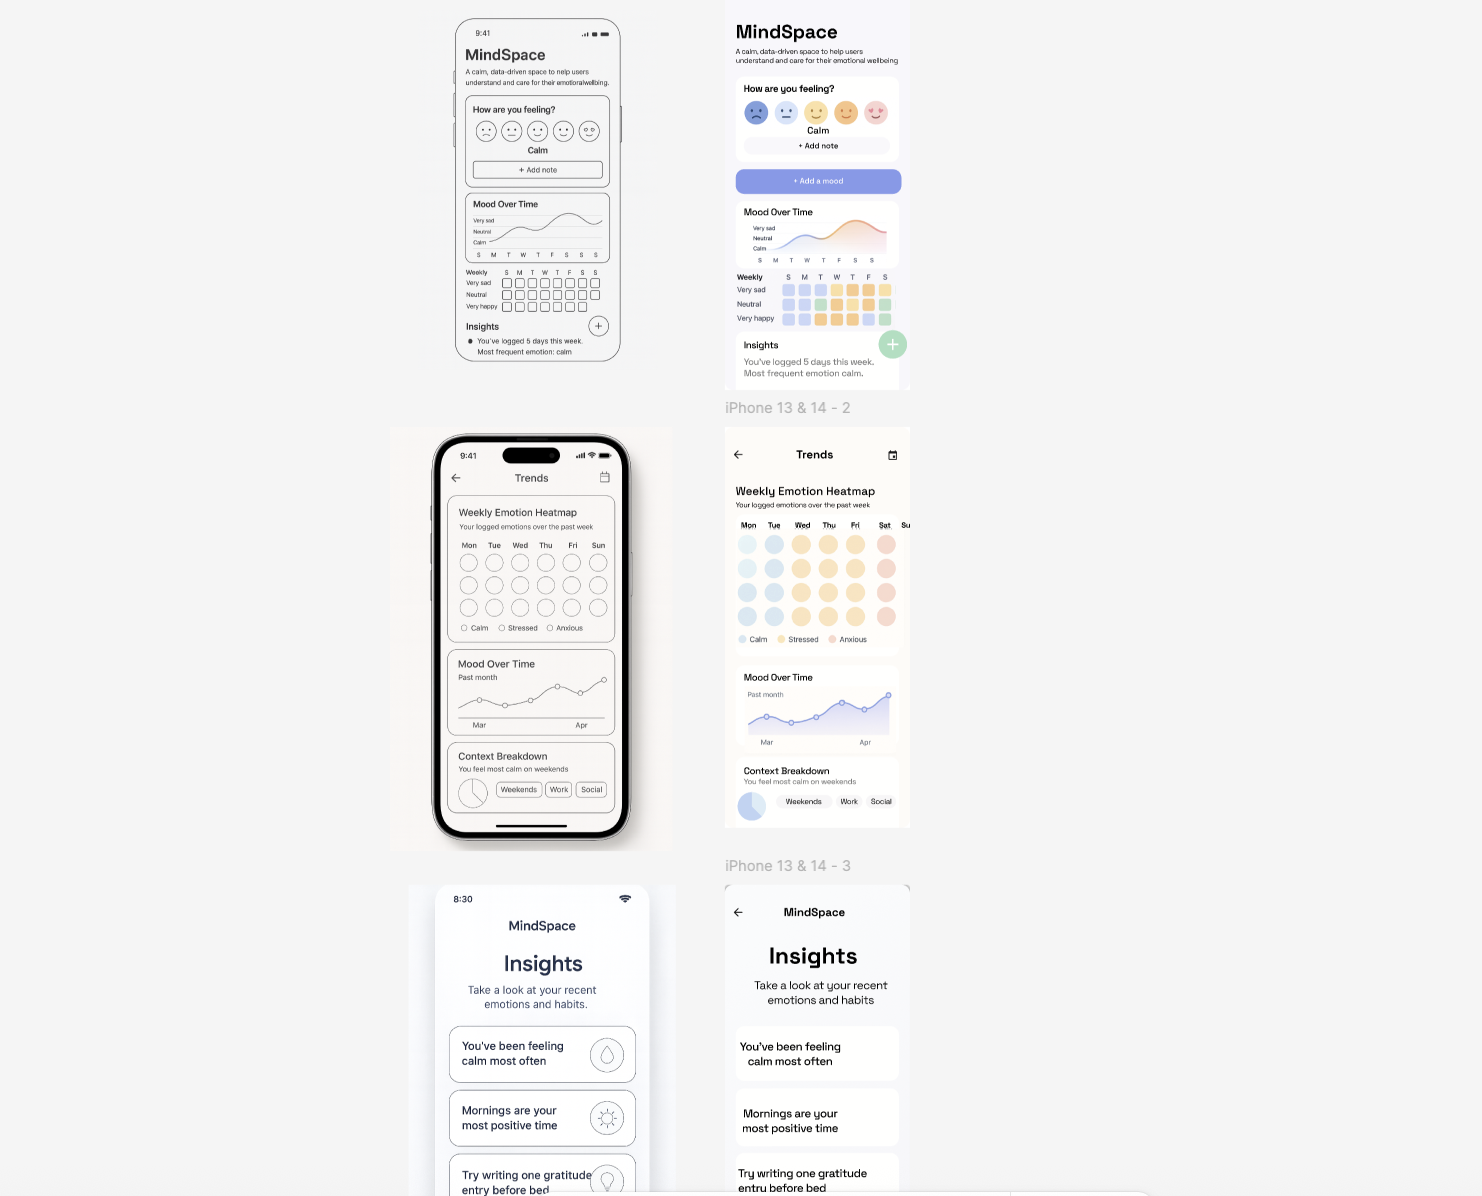 9:41
MindSpace
A calm, data-driven space to help users
understand and care for their emotionalwellbing.
How are you feeling?
Calm
+ Add note
Mood Over Time
Very sad
Neutral
Calm
S M T W T F S S S
Weekly S M T W T F S S
Very sad
Neutral
Very happy
Insights
+
You've logged 5 days this week.
Most frequent emotion: calm
MindSpace
A calm, data-driven space to help users
understand and care for their emotional wellbeing
How are you feeling?
Calm
+ Add note
+ Add a mood
Mood Over Time
Very sad
Neutral
Calm
S M T W T F S S
Weekly S M T W T F S
Very sad
Neutral
Very happy
Insights
+
You've logged 5 days this week.
Most frequent emotion calm.
iPhone 13 & 14 - 2
9:41
Trends
Weekly Emotion Heatmap
Your logged emotions over the past week
Mon Tue Wed Thu Fri Sun
Calm Stressed Anxious
Mood Over Time
Past month
Mar Apr
Context Breakdown
You feel most calm on weekends
Weekends Work Social
Trends
Weekly Emotion Heatmap
Your logged emotions over the past week
Mon Tue Wed Thu Fri Sat Su
Calm Stressed Anxious
Mood Over Time
Past month
Mar Apr
Context Breakdown
You feel most calm on weekends
Weekends Work Social
iPhone 13 & 14 - 3
8:30
MindSpace
Insights
Take a look at your recent
emotions and habits.
You've been feeling
calm most often
Mornings are your
most positive time
Try writing one gratitude
entry before bed
MindSpace
Insights
Take a look at your recent
emotions and habits
You've been feeling
calm most often
Mornings are your
most positive time
Try writing one gratitude
entry before bed